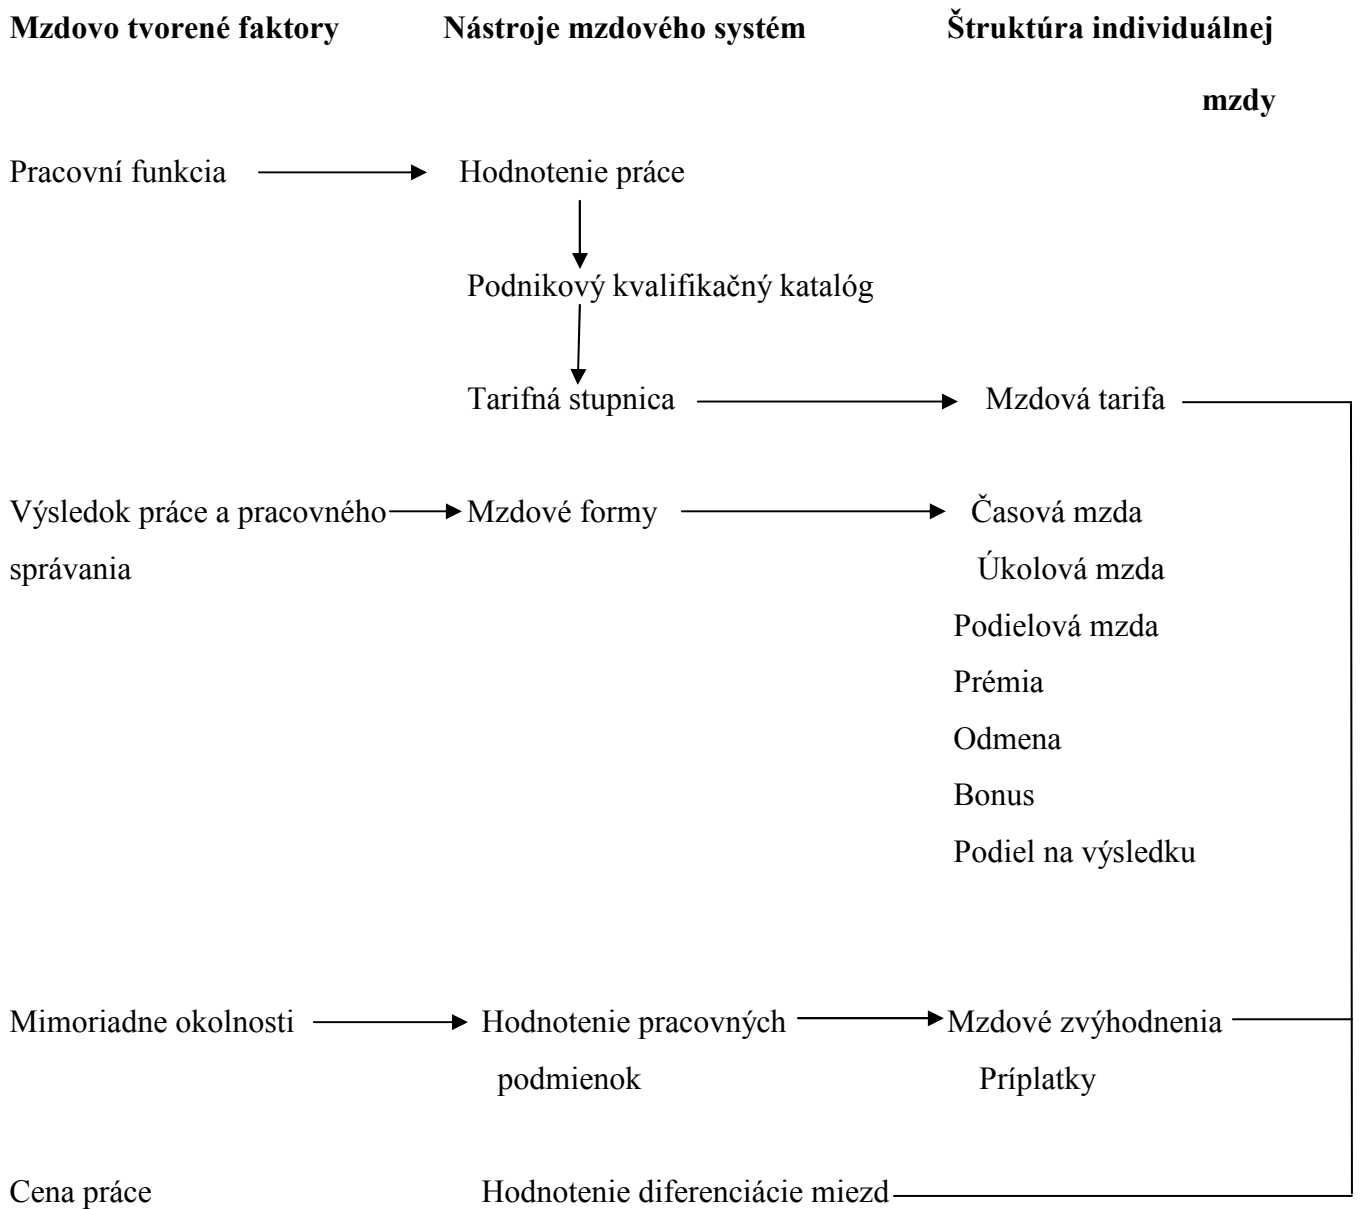 Mzdovo tvorené faktory Nástroje mzdového systém Štruktúra individuálnej
mzdy
Pracovní funkcia Hodnotenie práce
Podnikový kvalifikačný katalóg
Tarifná stupnica Mzdová tarifa
Výsledok práce a pracovného Mzdové formy Časová mzda
správania Úkolová mzda
Podielová mzda
Prémia
Odmena
Bonus
Podiel na výsledku
Mimoriadne okolnosti Hodnotenie pracovných Mzdové zvýhodnenia
podmienok Príplatky
Cena práce Hodnotenie diferenciácie miezd